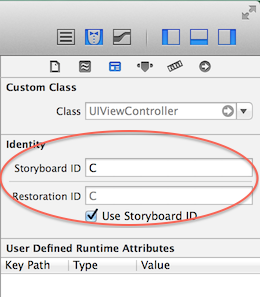 Custom Class
Class UIViewController
Identity
Storyboard ID C
Restoration ID C
Use Storyboard ID
User Defined Runtime Attributes
Key Path Type Value